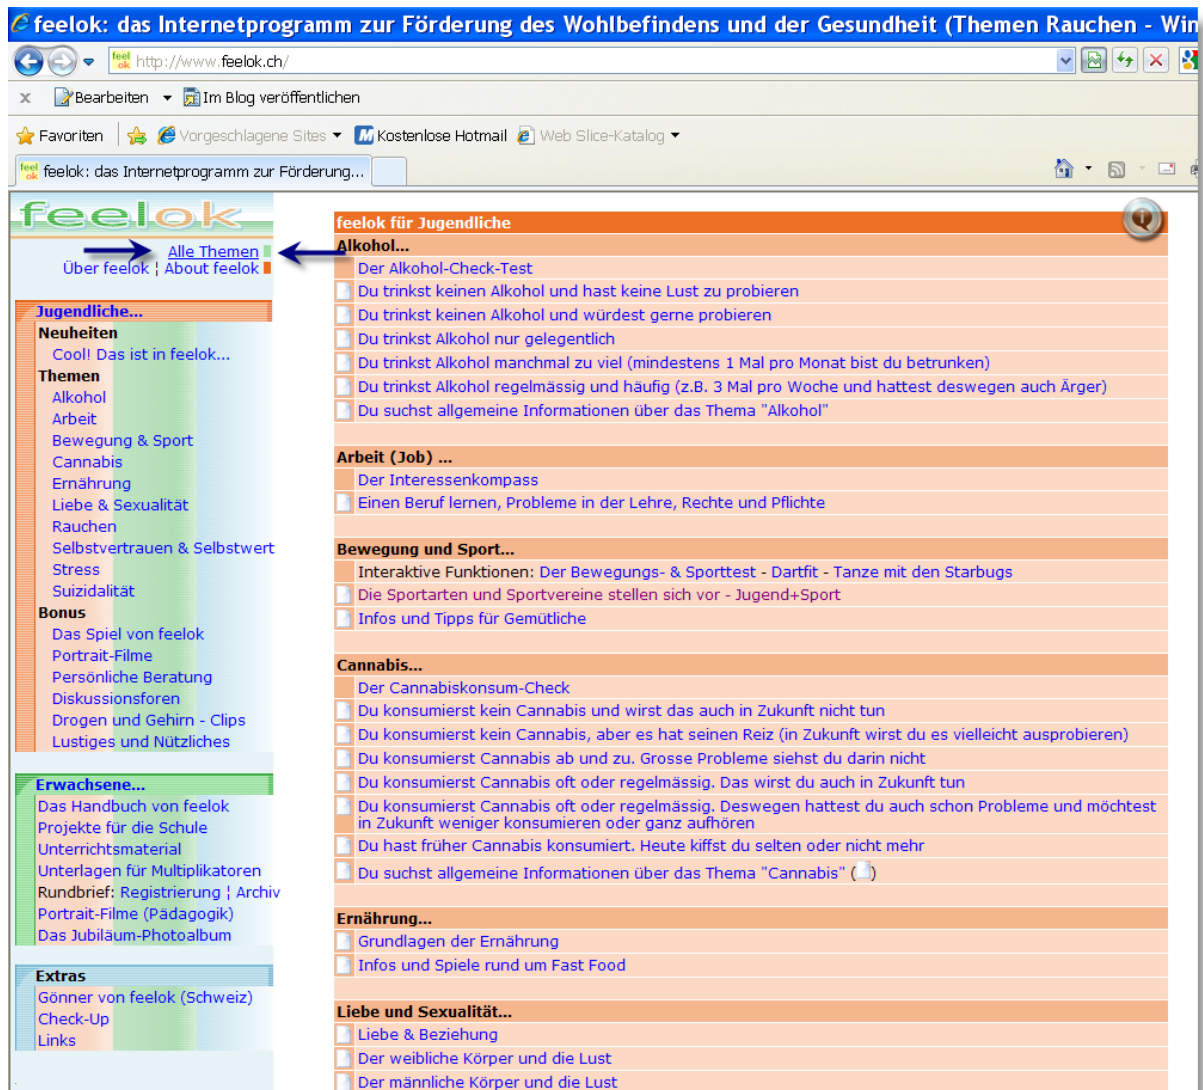 feelok: das Internetprogramm zur Förderung des Wohlbefindens und der Gesundheit (Themen Rauchen - Win
feel ok http://www.feelok.ch/
x Bearbeiten Im Blog veröffentlichen
Favoriten Vorgeschlagene Sites Kostenlose Hotmail Web Slice-Katalog
feel ok feelok: das Internetprogramm zur Förderung...
feelok
Alle Themen
Über feelok ¦ About feelok
Jugendliche...
Neuheiten
Cool! Das ist in feelok...
Themen
Alkohol
Arbeit
Bewegung & Sport
Cannabis
Ernährung
Liebe & Sexualität
Rauchen
Selbstvertrauen & Selbstwert
Stress
Suizidalität
Bonus
Das Spiel von feelok
Portrait-Filme
Persönliche Beratung
Diskussionsforen
Drogen und Gehirn - Clips
Lustiges und Nützliches
Erwachsene...
Das Handbuch von feelok
Projekte für die Schule
Unterrichtsmaterial
Unterlagen für Multiplikatoren
Rundbrief: Registrierung ¦ Archiv
Portrait-Filme (Pädagogik)
Das Jubiläum-Photoalbum
Extras
Gönner von feelok (Schweiz)
Check-Up
Links
feelok für Jugendliche
Alkohol...
Der Alkohol-Check-Test
Du trinkst keinen Alkohol und hast keine Lust zu probieren
Du trinkst keinen Alkohol und würdest gerne probieren
Du trinkst Alkohol nur gelegentlich
Du trinkst Alkohol manchmal zu viel (mindestens 1 Mal pro Monat bist du betrunken)
Du trinkst Alkohol regelmässig und häufig (z.B. 3 Mal pro Woche und hattest deswegen auch Ärger)
Du suchst allgemeine Informationen über das Thema "Alkohol"
Arbeit (Job) ...
Der Interessenkompass
Einen Beruf lernen, Probleme in der Lehre, Rechte und Pflichte
Bewegung und Sport...
Interaktive Funktionen: Der Bewegungs- & Sporttest - Dartfit - Tanze mit den Starbugs
Die Sportarten und Sportvereine stellen sich vor - Jugend+Sport
Infos und Tipps für Gemütliche
Cannabis...
Der Cannabiskonsum-Check
Du konsumierst kein Cannabis und wirst das auch in Zukunft nicht tun
Du konsumierst kein Cannabis, aber es hat seinen Reiz (in Zukunft wirst du es vielleicht ausprobieren)
Du konsumierst Cannabis ab und zu. Grosse Probleme siehst du darin nicht
Du konsumierst Cannabis oft oder regelmässig. Das wirst du auch in Zukunft tun
Du konsumierst Cannabis oft oder regelmässig. Deswegen hattest du auch schon Probleme und möchtest
in Zukunft weniger konsumieren oder ganz aufhören
Du hast früher Cannabis konsumiert. Heute kiffst du selten oder nicht mehr
Du suchst allgemeine Informationen über das Thema "Cannabis" ( )
Ernährung...
Grundlagen der Ernährung
Infos und Spiele rund um Fast Food
Liebe und Sexualität...
Liebe & Beziehung
Der weibliche Körper und die Lust
Der männliche Körper und die Lust